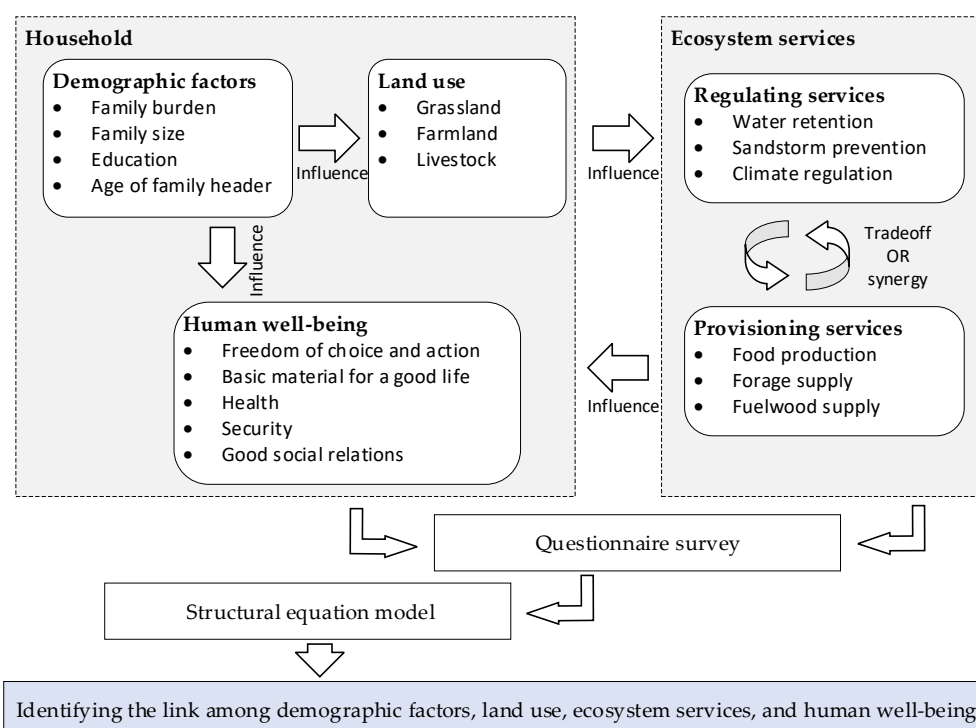 Household
Demographic factors
• Family burden
• Family size
• Education
• Age of family header
Influence
Land use
• Grassland
• Farmland
• Livestock
Influence
Influence
Human well-being
• Freedom of choice and action
• Basic material for a good life
• Health
• Security
• Good social relations
Ecosystem services
Regulating services
• Water retention
• Sandstorm prevention
• Climate regulation
Tradeoff
OR
synergy
Provisioning services
• Food production
• Forage supply
• Fuelwood supply
Influence
Questionnaire survey
Structural equation model
Identifying the link among demographic factors, land use, ecosystem services, and human well-being